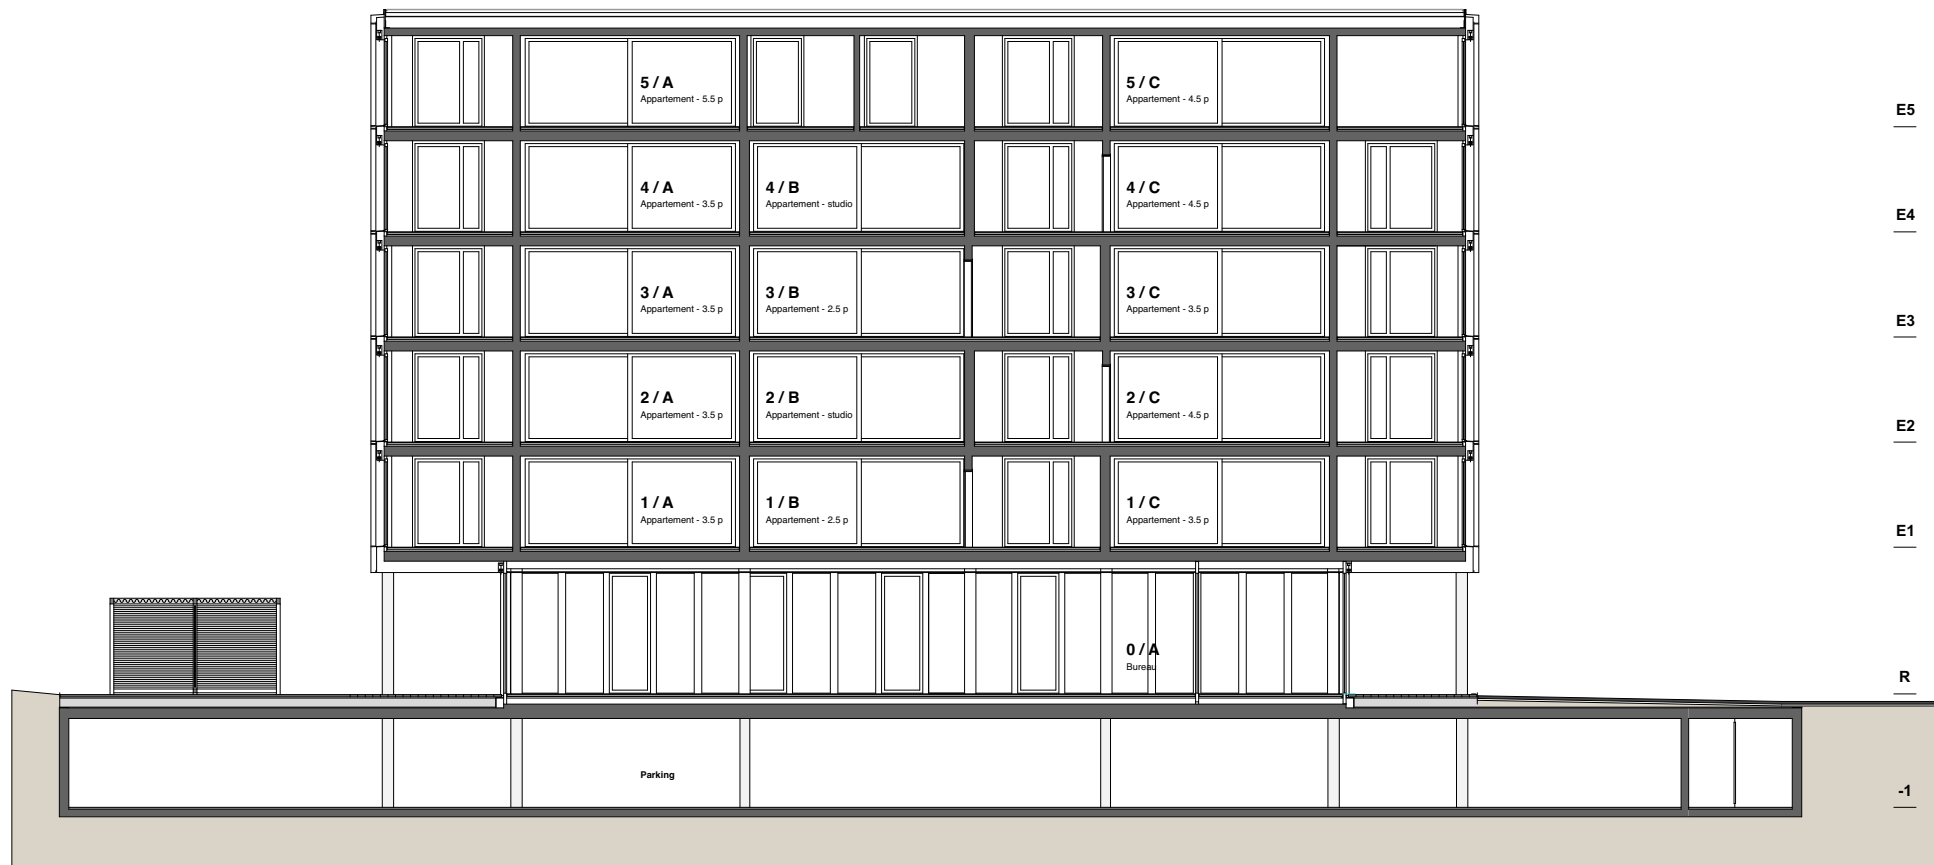 5 / A
Appartement - 5.5 p
5 / C
Appartement - 4.5 p
E5
4 / A
Appartement - 3.5 p
4 / B
Appartement - studio
4 / C
Appartement - 4.5 p
E4
3 / A
Appartement - 3.5 p
3 / B
Appartement - 2.5 p
3 / C
Appartement - 3.5 p
E3
2 / A
Appartement - 3.5 p
2 / B
Appartement - studio
2 / C
Appartement - 4.5 p
E2
1 / A
Appartement - 3.5 p
1 / B
Appartement - 2.5 p
1 / C
Appartement - 3.5 p
E1
0 / A
Bureau
R
Parking
-1